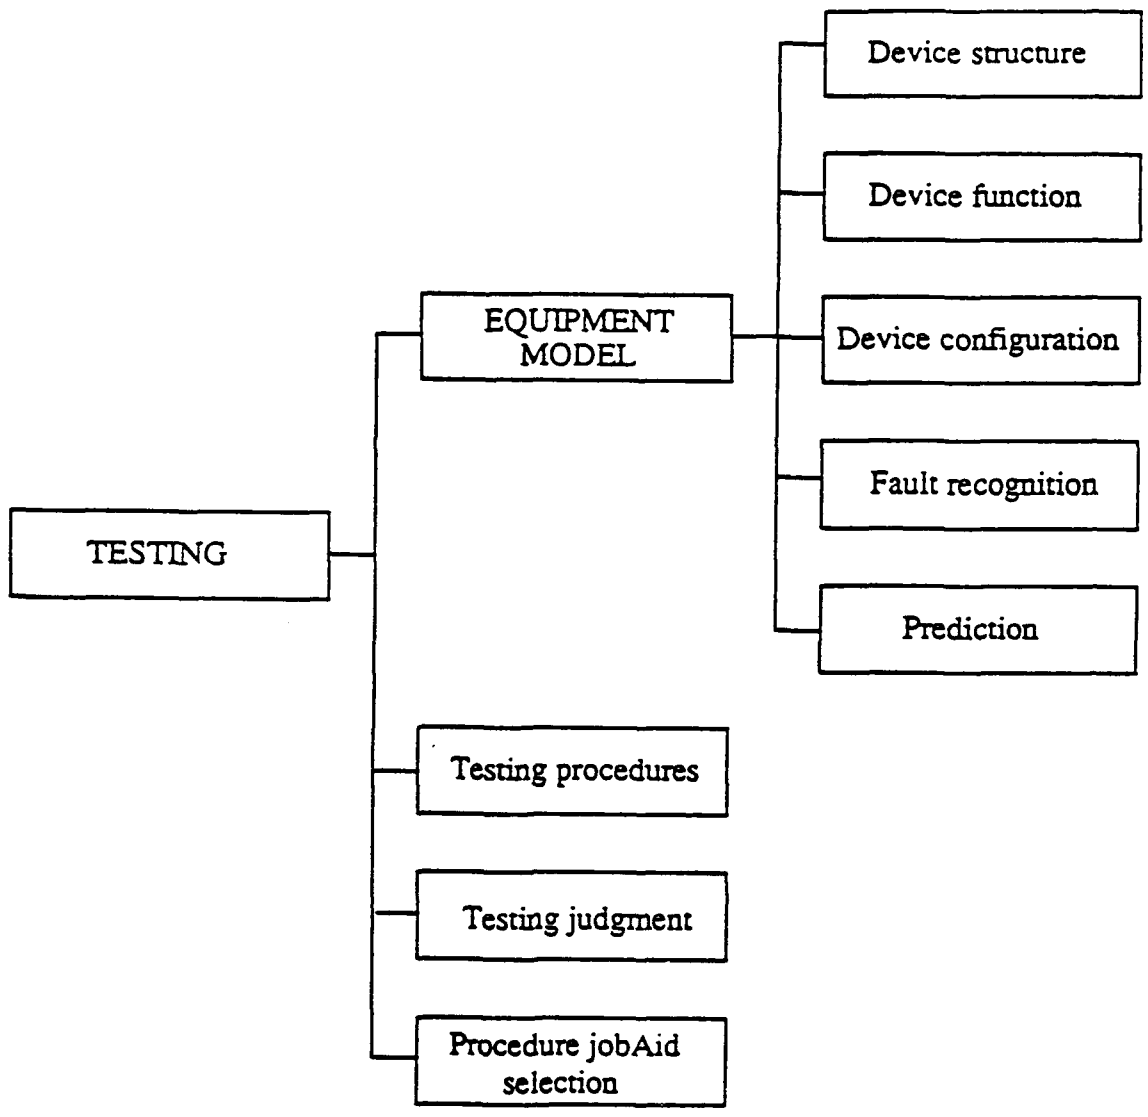 Device structure
Device function
EQUIPMENT
MODEL
Device configuration
Fault recognition
TESTING
Prediction
Testing procedures
Testing judgment
Procedure jobAid
selection